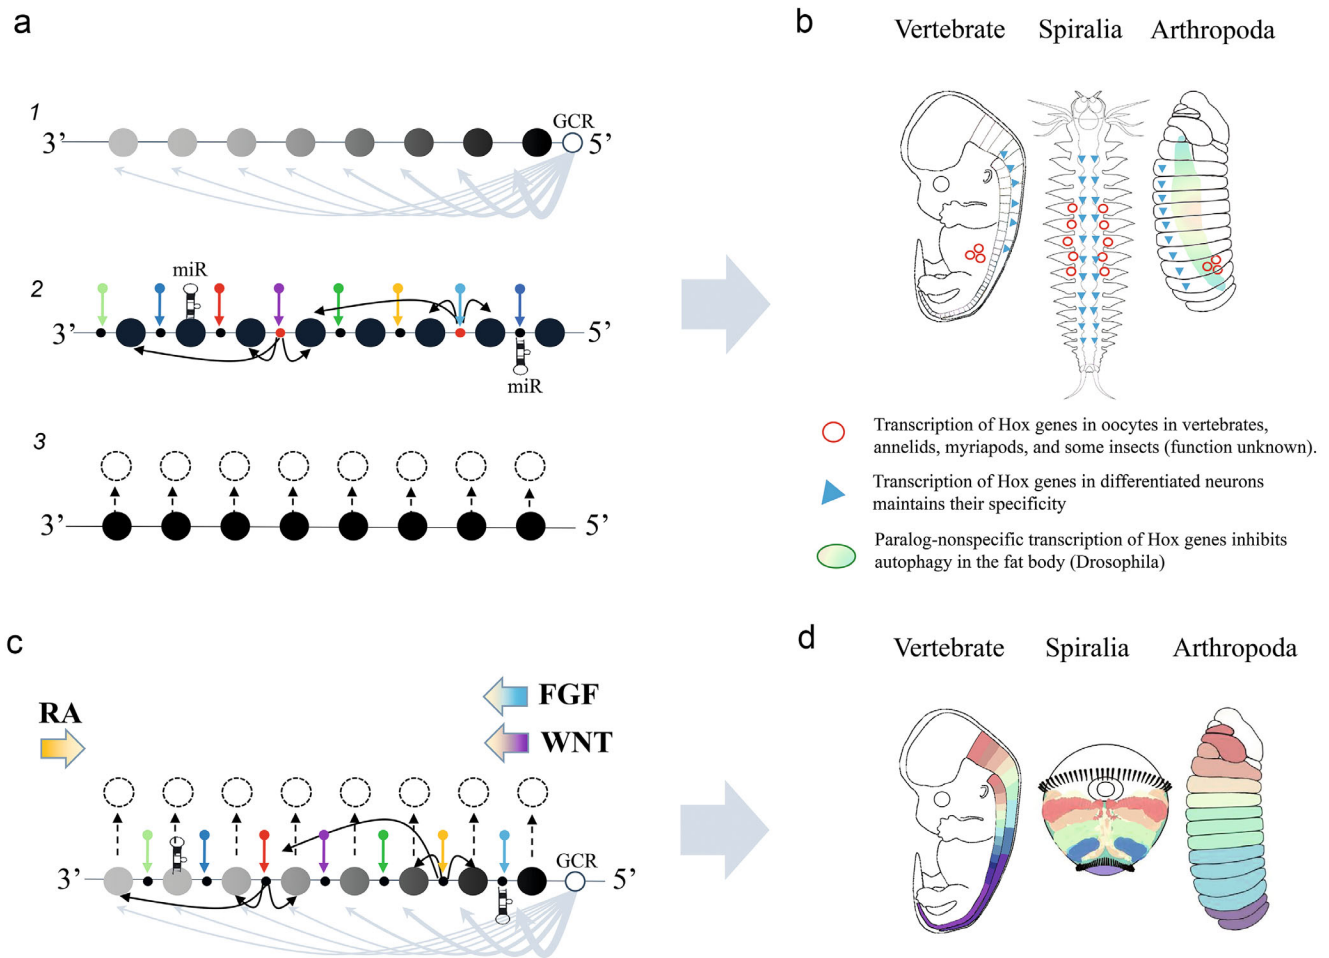 a
1
3’
GCR
5’
2
miR
3’
5’
miR
3
3’
5’
b
Vertebrate
Spiralia
Arthropoda
Transcription of Hox genes in oocytes in vertebrates,
annelids, myriapods, and some insects (function unknown).
Transcription of Hox genes in differentiated neurons
maintains their specificity
Paralog-nonspecific transcription of Hox genes inhibits
autophagy in the fat body (Drosophila)
c
RA
FGF
WNT
3’
GCR
5’
d
Vertebrate
Spiralia
Arthropoda